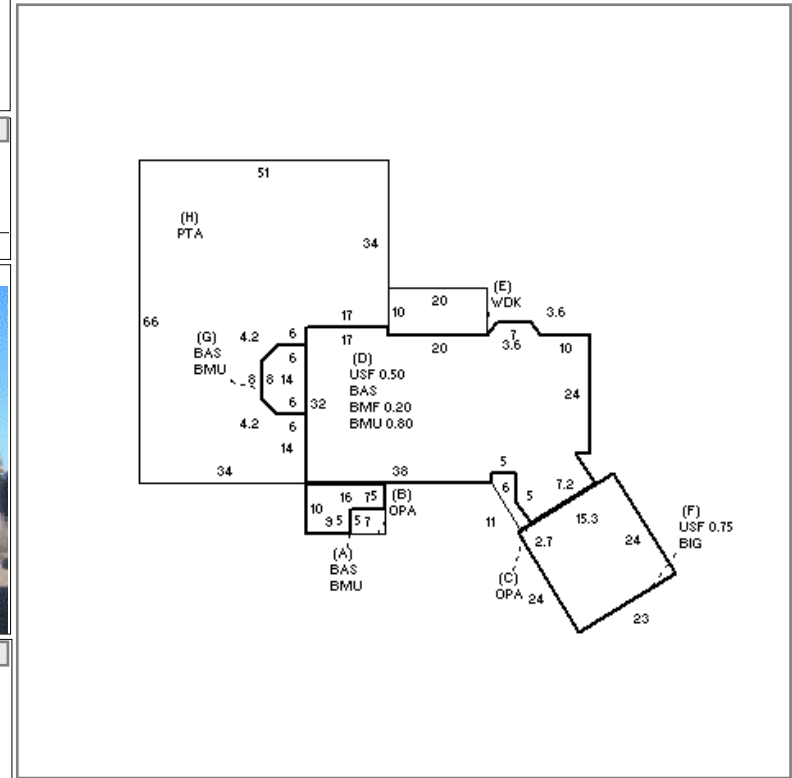 51
(H)
PTA
34
66
(E)
WDK
20
10
3.6
17
17
7
3.6
20
10
(G)
BAS
BMU
4.2
6
6
8
8
14
6
6
4.2
14
(D)
USF 0.50
BAS
BMF 0.20
BMU 0.80
32
24
34
38
5
6
5
7.2
11
(B)
OPA
16
7
5
10
9
5
5
7
(A)
BAS
BMU
15.3
2.7
24
(F)
USF 0.75
BIG
(C)
OPA
24
23